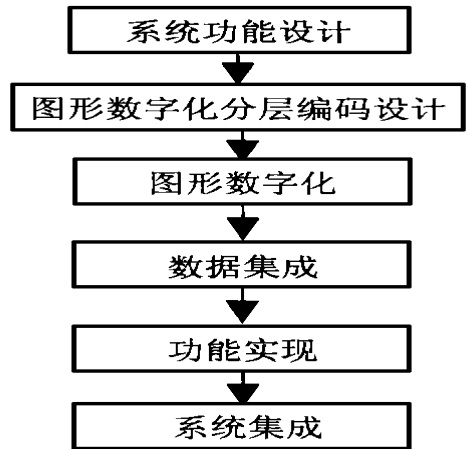 系统功能设计
图形数字化分层编码设计
图形数字化
数据集成
功能实现
系统集成